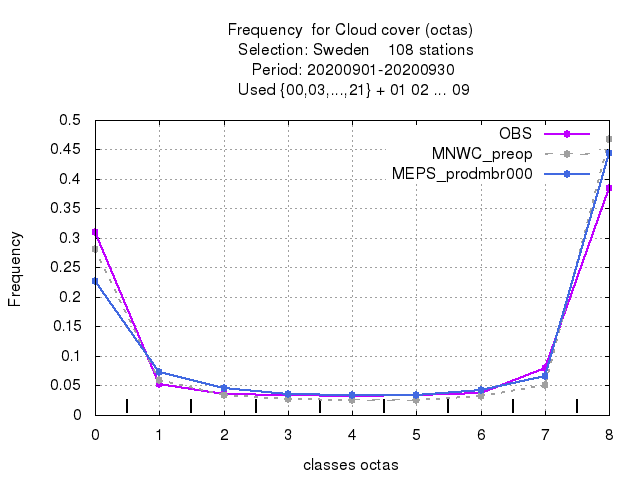 Frequency  for Cloud cover (octas)
Selection: Sweden    108 stations
Period: 20200901-20200930
Used {00,03,...,21} + 01 02 ... 09
OBS
MNWC_preop
MEPS_prodmbr000
Frequency
0.5
0.45
0.4
0.35
0.3
0.25
0.2
0.15
0.1
0.05
0
0 1 2 3 4 5 6 7 8
classes octas